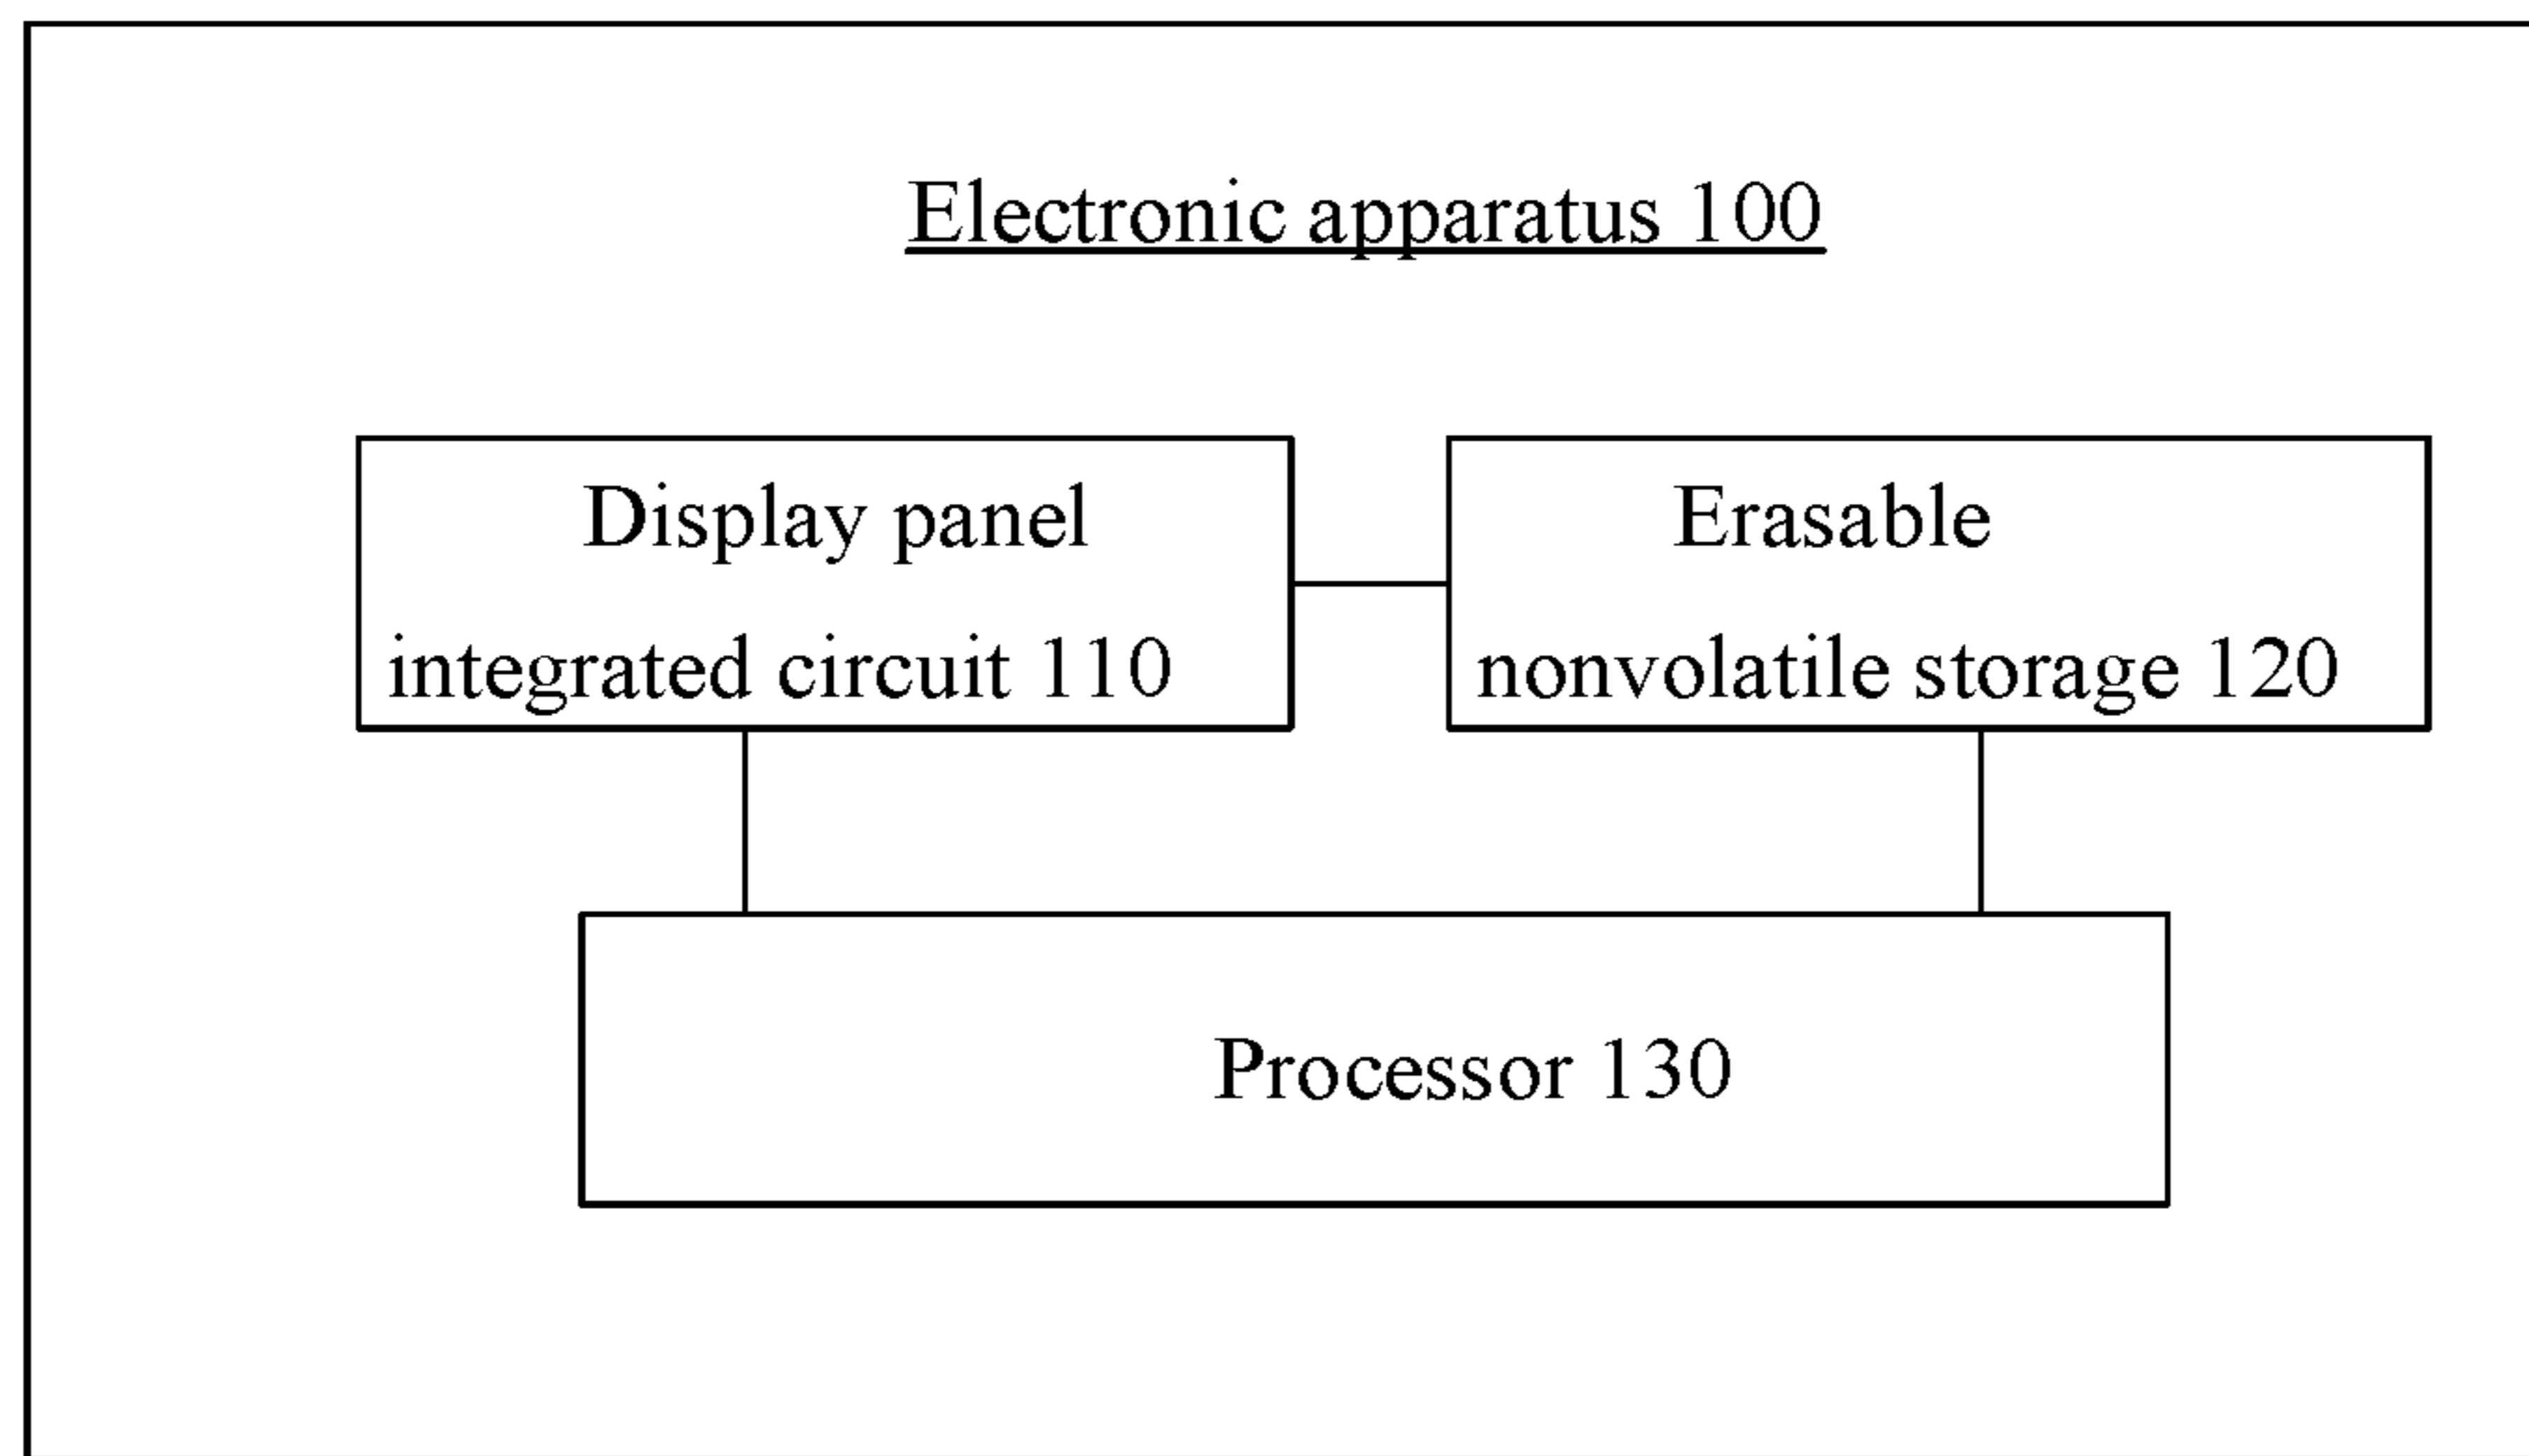 Electronic apparatus 100
Display panel
integrated circuit 110
Erasable
nonvolatile storage 120
Processor 130